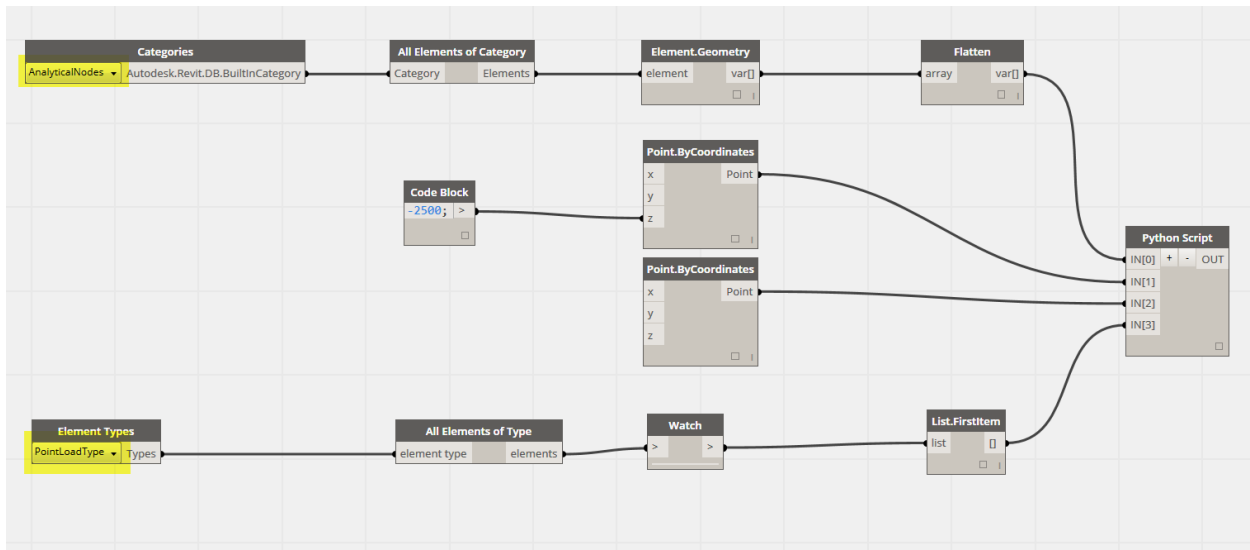 Categories
AnalyticalNodes Autodesk.Revit.DB.BuiltInCategory
All Elements of Category
Category Elements
Element.Geometry
element var[]
Flatten
array var[]
Code Block
-2500; >
Point.ByCoordinates
x Point
y
z
Point.ByCoordinates
x Point
y
z
Python Script
IN[0] + - OUT
IN[1]
IN[2]
IN[3]
Element Types
PointLoadType Types
All Elements of Type
element type elements
Watch
> >
List.FirstItem
list []